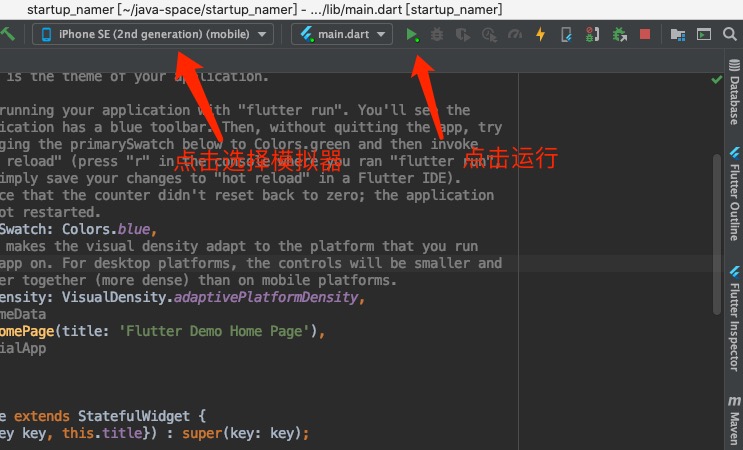 startup_namer [~/java-space/startup_namer] - .../lib/main.dart [startup_namer]
iPhone SE (2nd generation) (mobile)
main.dart
is the theme of your application.
running your application with "flutter run". You'll see the
ication has a blue toolbar. Then, without quitting the app, try
ging the primarySwatch below to Colors.green and then invoke
reload" (press "r" in the console where you ran "flutter run",
点击选择模拟器
点击运行
imply save your changes to "hot reload" in a Flutter IDE).
ce that the counter didn't reset back to zero; the application
ot restarted.
Swatch: Colors.blue,
makes the visual density adapt to the platform that you run
app on. For desktop platforms, the controls will be smaller and
er together (more dense) than on mobile platforms.
ensity: VisualDensity.adaptivePlatformDensity,
meData
omePage(title: 'Flutter Demo Home Page'),
ialApp
e extends StatefulWidget {
ey key, this.title}) : super(key: key);
Database
Flutter Outline
Flutter Inspector
m
Maven